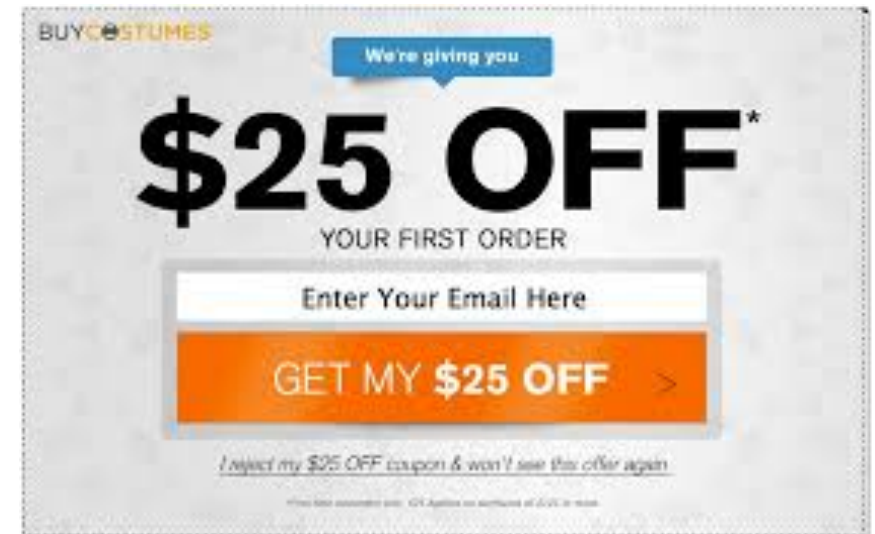 BUYCOSTUMES
We're giving you
$25 OFF*
YOUR FIRST ORDER
Enter Your Email Here
GET MY $25 OFF >
I reject my $25 OFF coupon & won't see this offer again